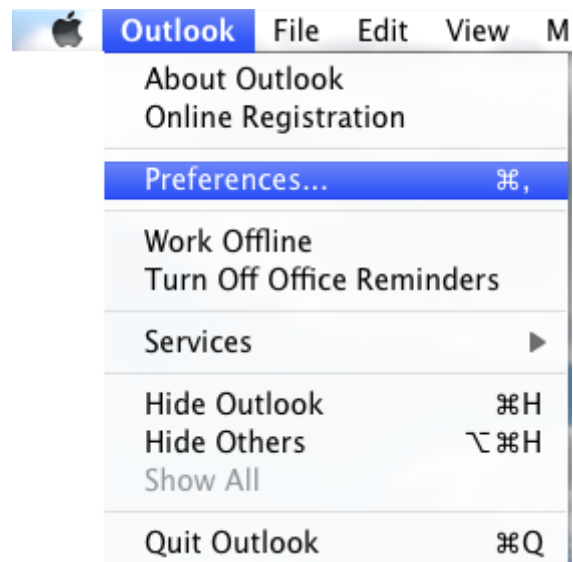 Outlook File Edit View M
About Outlook
Online Registration
Preferences... ⌘,
Work Offline
Turn Off Office Reminders
Services
Hide Outlook ⌘H
Hide Others ⌥⌘H
Show All
Quit Outlook ⌘Q